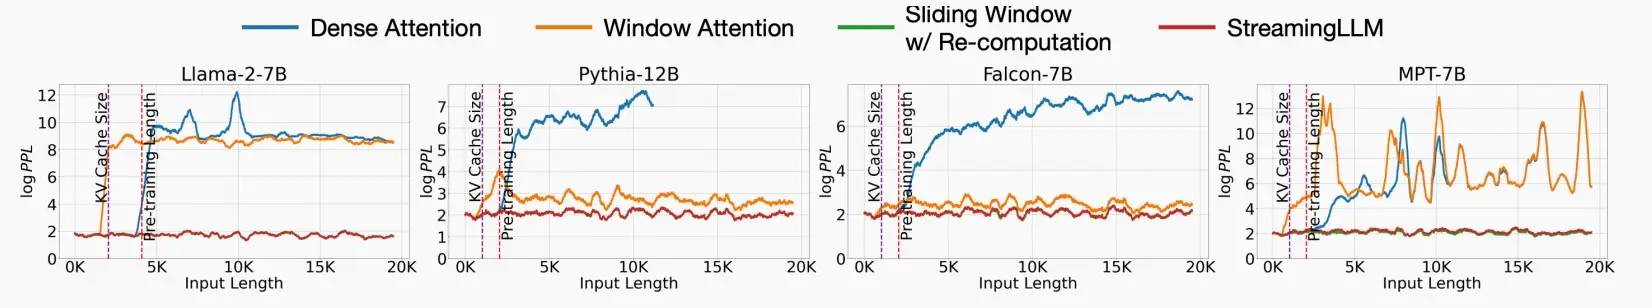 Dense Attention
Window Attention
Sliding Window
w/ Re-computation
StreamingLLM
Llama-2-7B
log PPL
12
10
8
6
4
2
0
KV Cache Size
Pre-training Length
0K 5K 10K 15K 20K
Input Length
Pythia-12B
log PPL
7
6
5
4
3
2
1
0
KV Cache Size
Pre-training Length
0K 5K 10K 15K 20K
Input Length
Falcon-7B
log PPL
6
4
2
0
KV Cache Size
Pre-training Length
0K 5K 10K 15K 20K
Input Length
MPT-7B
log PPL
12
10
8
6
4
2
0
KV Cache Size
Pre-training Length
0K 5K 10K 15K 20K
Input Length